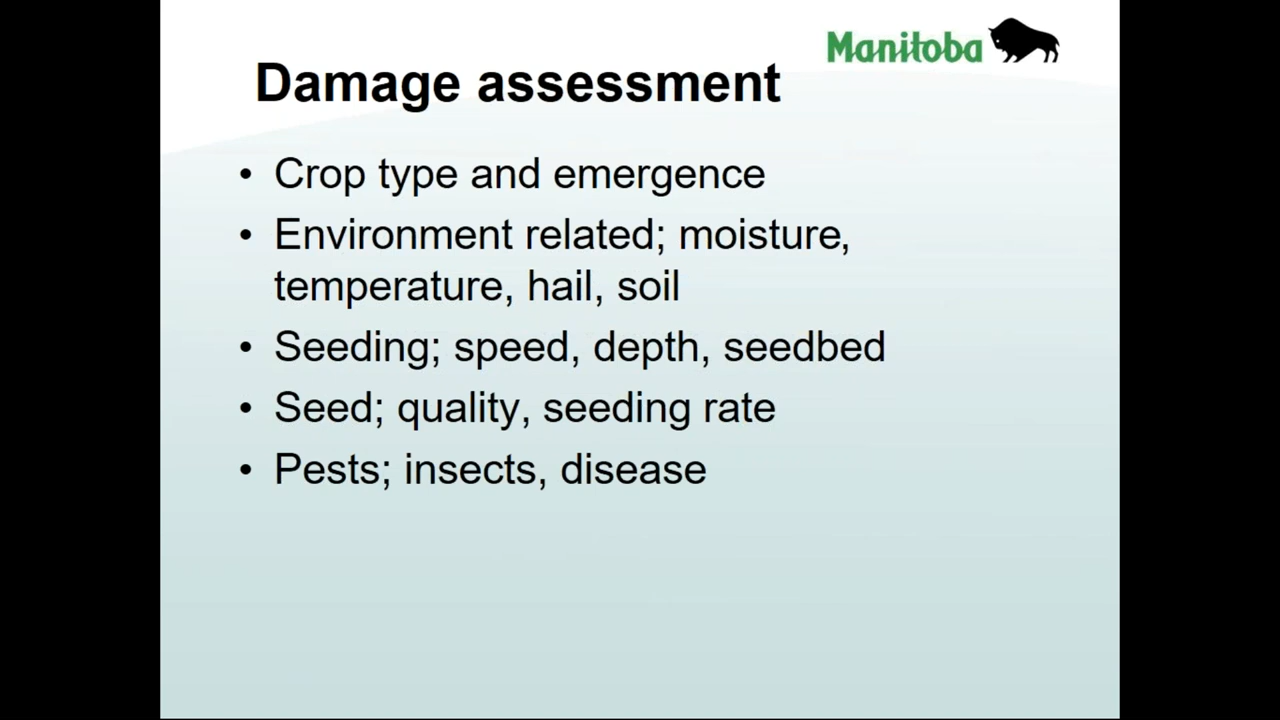 Manitoba
Damage assessment
• Crop type and emergence
• Environment related; moisture,
temperature, hail, soil
• Seeding; speed, depth, seedbed
• Seed; quality, seeding rate
• Pests; insects, disease